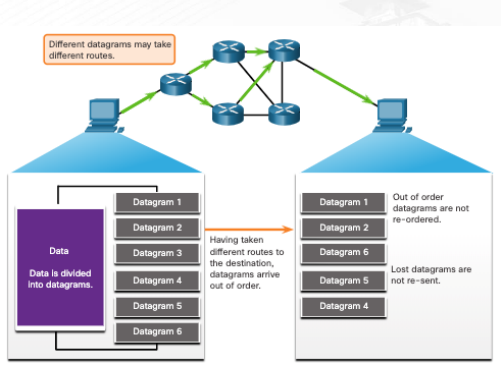 Different datagrams may take
different routes.
Data
Data is divided
into datagrams.
Datagram 1
Datagram 2
Datagram 3
Datagram 4
Datagram 5
Datagram 6
Having taken
different routes to
the destination,
datagrams arrive
out of order.
Datagram 1
Datagram 2
Datagram 6
Datagram 5
Datagram 4
Out of order
datagrams are not
re-ordered.
Lost datagrams are
not re-sent.